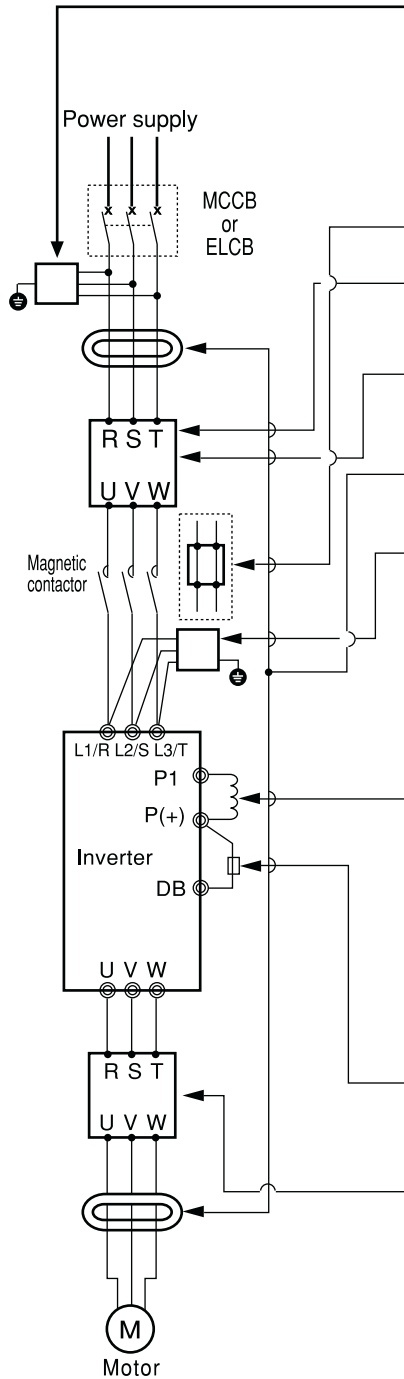 Power supply
MCCB
or
ELCB
R S T
U V W
Magnetic
contactor
L1/R L2/S L3/T
P1
P(+)
Inverter
DB
U V W
R S T
U V W
M
Motor